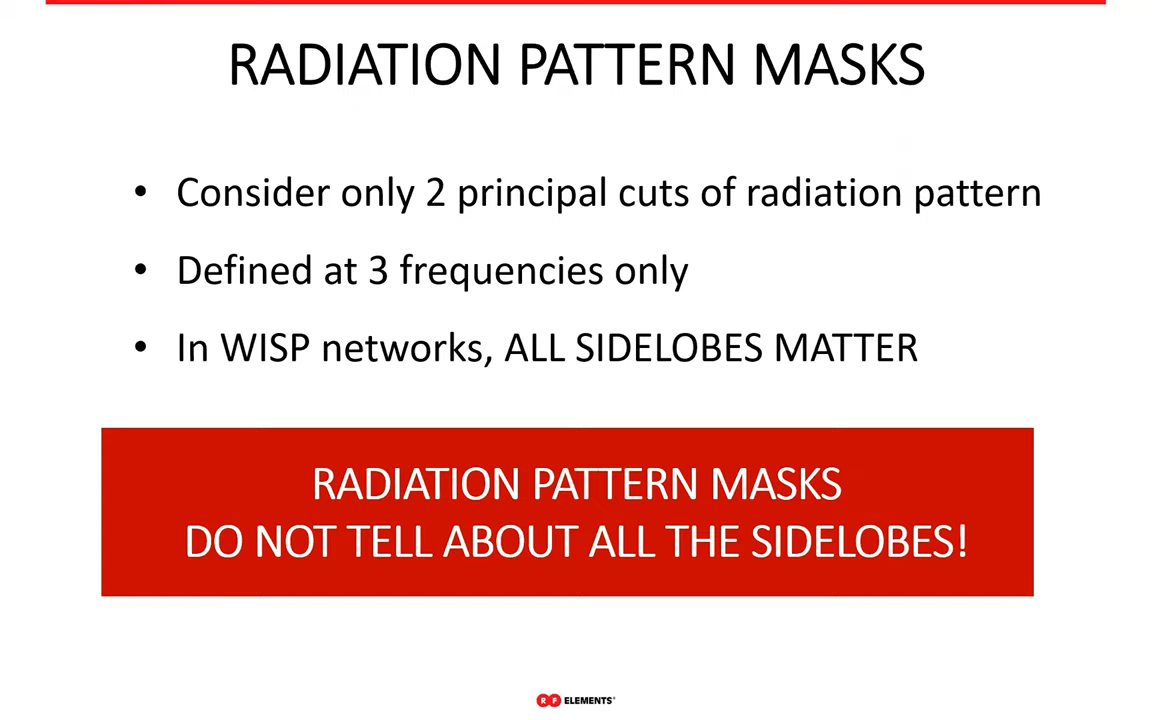 RADIATION PATTERN MASKS
• Consider only 2 principal cuts of radiation pattern
• Defined at 3 frequencies only
• In WISP networks, ALL SIDELOBES MATTER
RADIATION PATTERN MASKS
DO NOT TELL ABOUT ALL THE SIDELOBES!
RF ELEMENTS